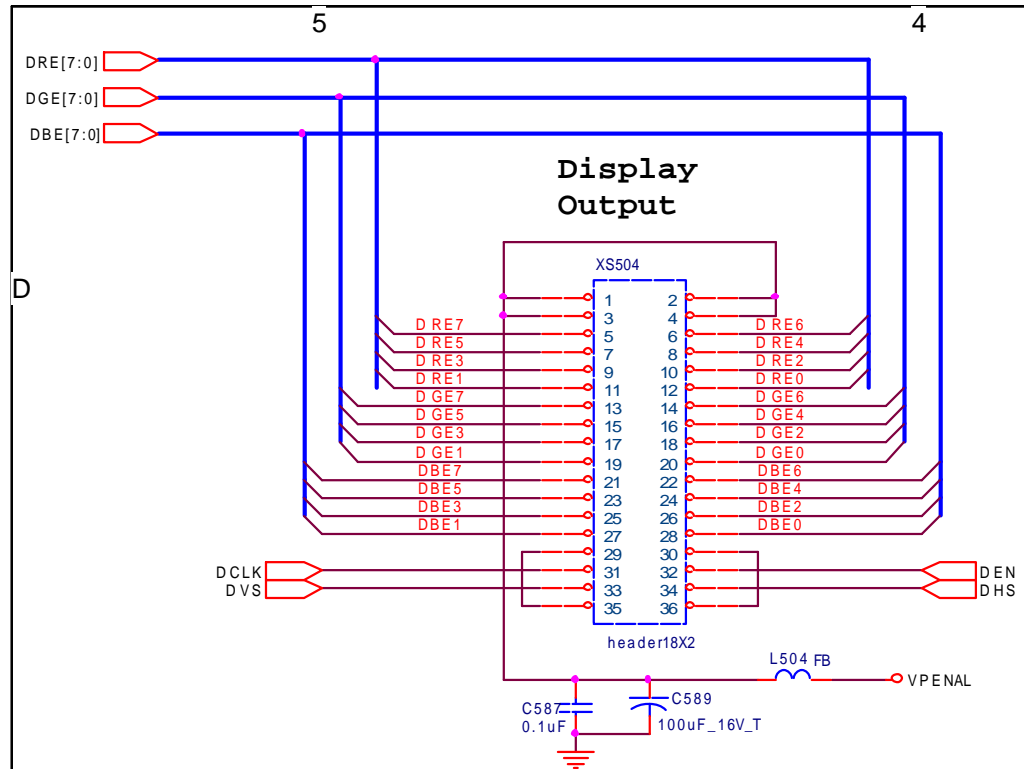 5 4
DRE[7:0]
DGE[7:0]
DBE[7:0]
Display
Output
D
XS504
1 2
3 4
DRE7 5 6 DRE6
DRE5 7 8 DRE4
DRE3 9 10 DRE2
DRE1 11 12 DRE0
DGE7 13 14 DGE6
DGE5 15 16 DGE4
DGE3 17 18 DGE2
DGE1 19 20 DGE0
DBE7 21 22 DBE6
DBE5 23 24 DBE4
DBE3 25 26 DBE2
DBE1 27 28 DBE0
29 30
DCLK 31 32 DEN
DVS 33 34 DHS
35 36
header18X2
L504 FB
VPENAL
C587
0.1uF
C589
100uF_16V_T